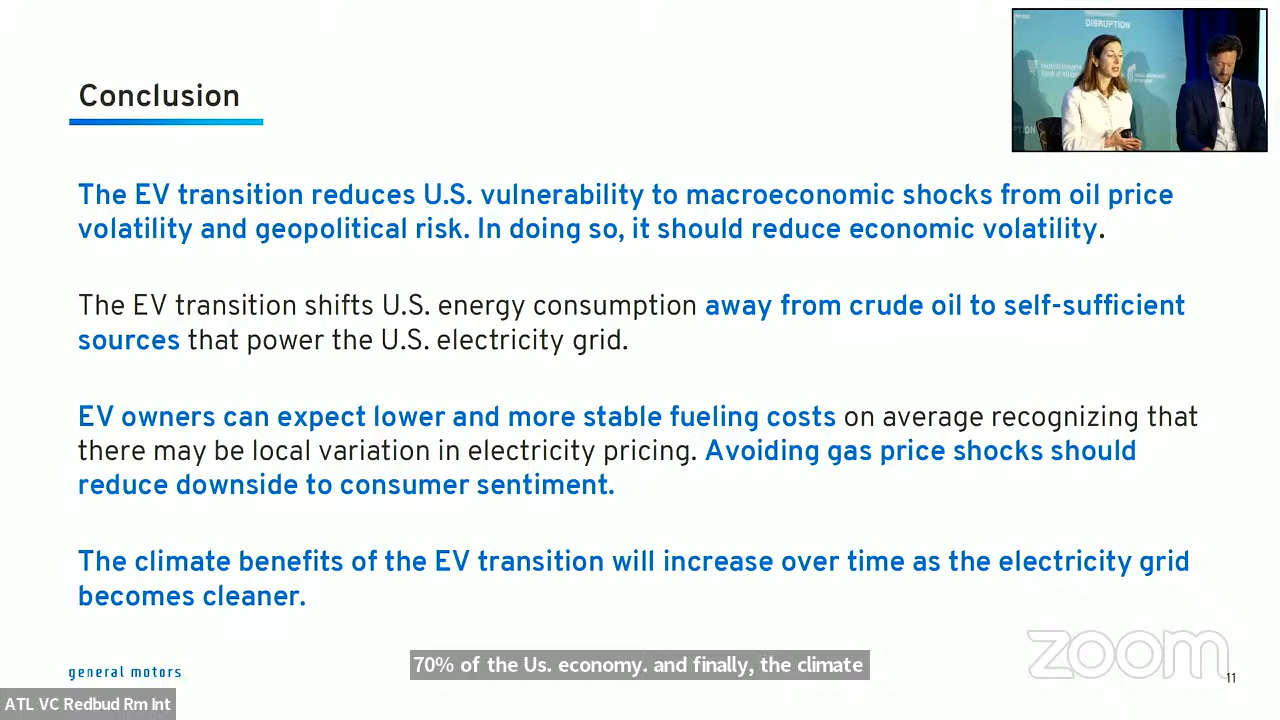 DISRUPTION
Conclusion
The EV transition reduces U.S. vulnerability to macroeconomic shocks from oil price
volatility and geopolitical risk. In doing so, it should reduce economic volatility.
The EV transition shifts U.S. energy consumption away from crude oil to self-sufficient
sources that power the U.S. electricity grid.
EV owners can expect lower and more stable fueling costs on average recognizing that
there may be local variation in electricity pricing. Avoiding gas price shocks should
reduce downside to consumer sentiment.
The climate benefits of the EV transition will increase over time as the electricity grid
becomes cleaner.
zoom
70% of the Us. economy. and finally, the climate
general motors
11
ATL VC Redbud Rm Int